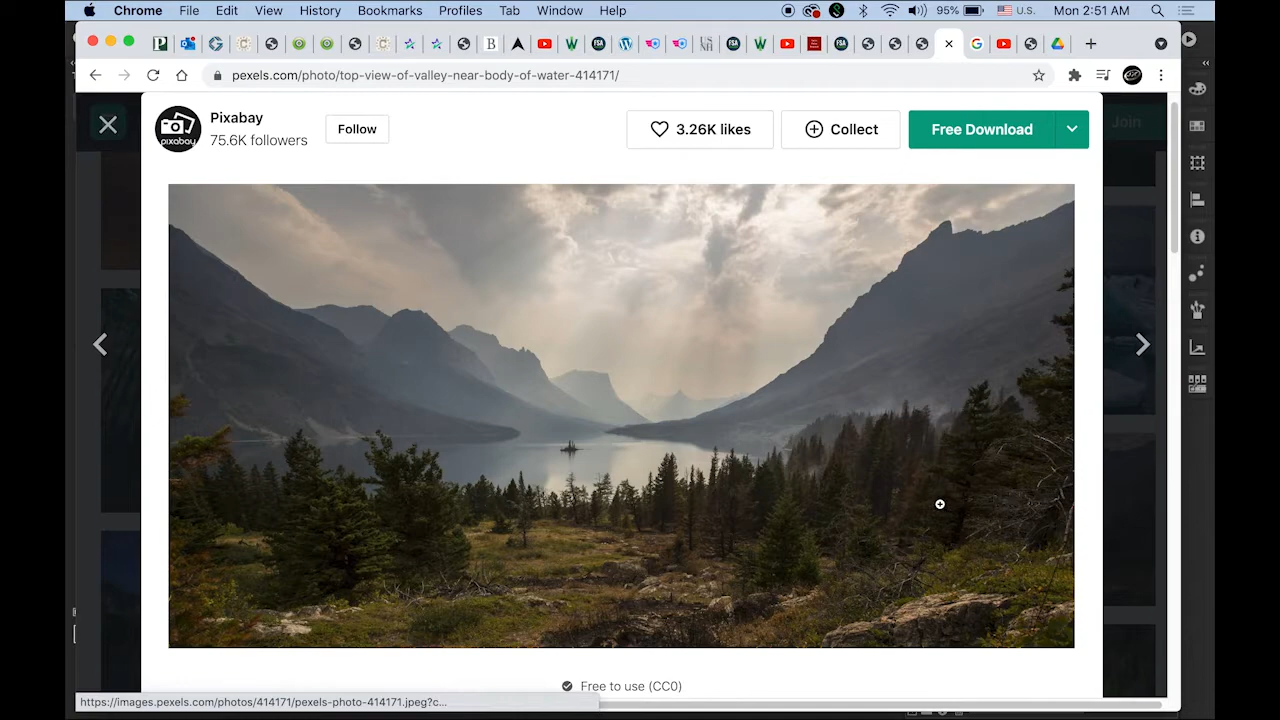 Chrome File Edit View History Bookmarks Profiles Tab Window Help 95% U.S. Mon 2:51 AM
pexels.com/photo/top-view-of-valley-near-body-of-water-414171/
Join
Pixabay
75.6K followers
pixabay
Follow
3.26K likes
Collect
Free Download
Free to use (CC0)
https://images.pexels.com/photos/414171/pexels-photo-414171.jpeg?c...